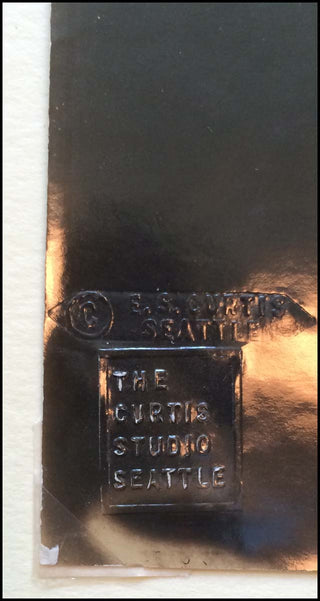 © E. S. CURTIS
SEATTLE
THE
CURTIS
STUDIO
SEATTLE